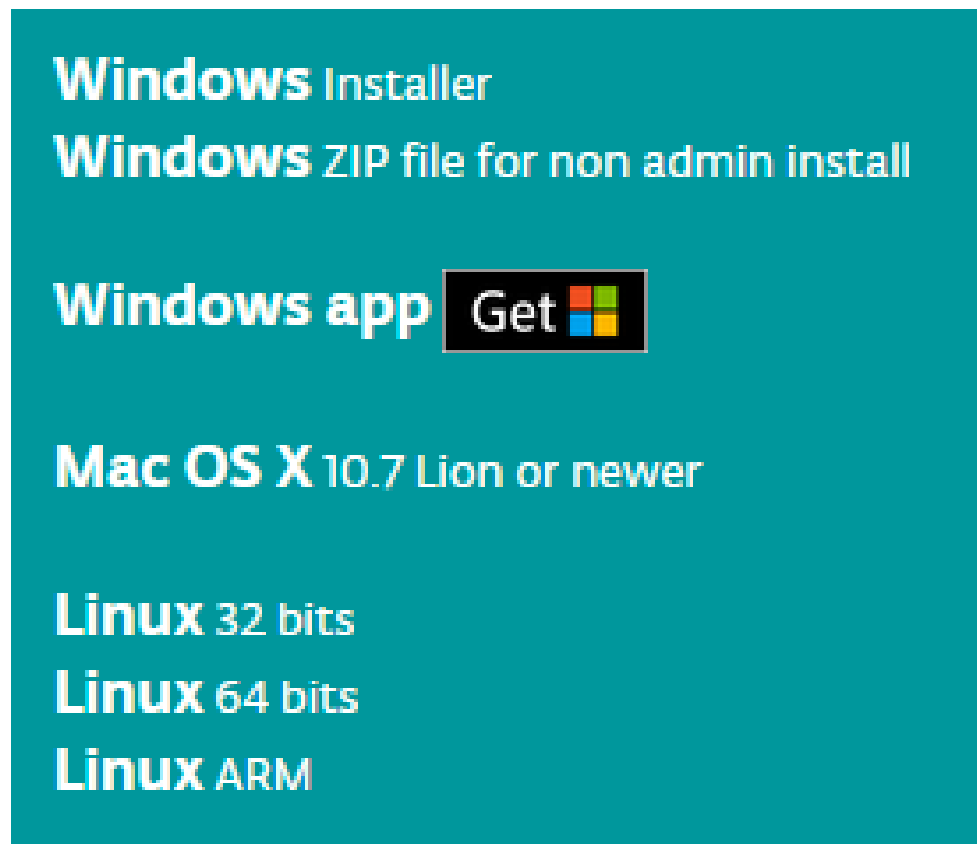 Windows Installer
Windows ZIP file for non admin install
Windows app Get
Mac OS X 10.7 Lion or newer
Linux 32 bits
Linux 64 bits
Linux ARM